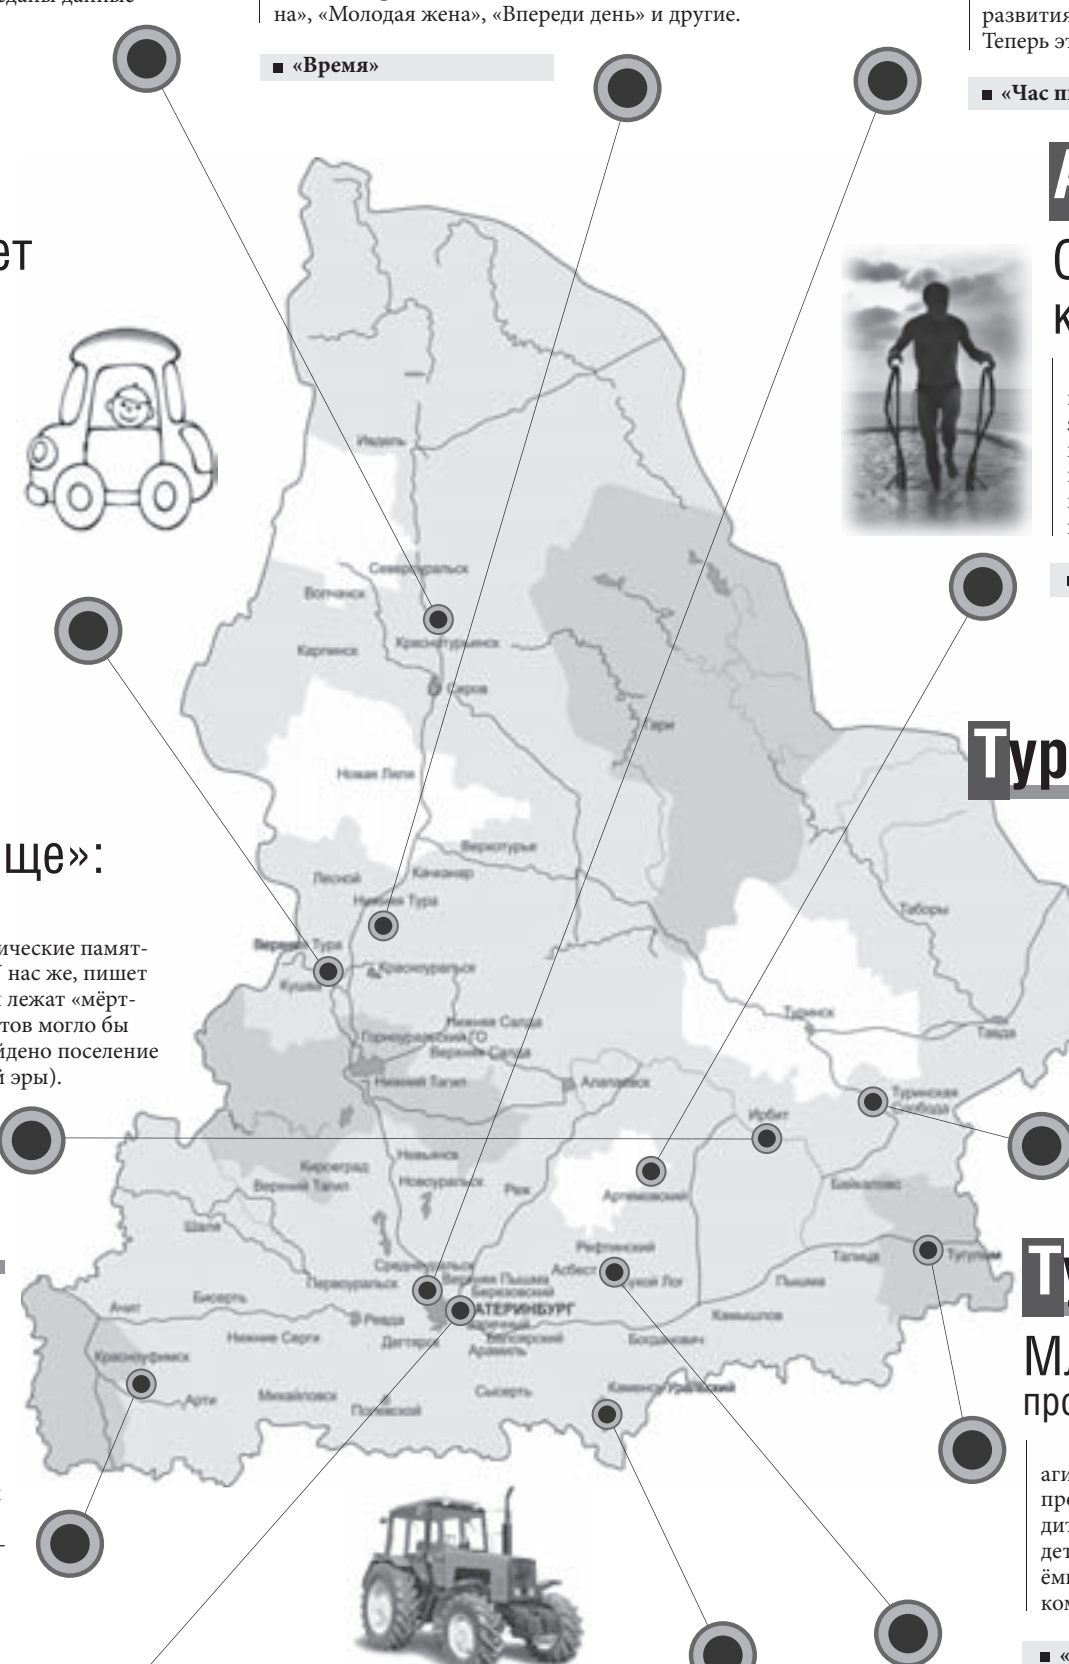 на», «Молодая жена», «Впереди день» и другие.
развития
Теперь эт
■ «Время»
■ «Час п
А
ет
С
к
Ивдель
Североуральск
Волчанск
Краснотурьинск
Карпинск
Серов
Гари
Тур
Новая Ляля
Верхотурье
ще»:
Лесной
Качканар
Нижняя Тура
Таборы
ические памят-
Верхняя Тура
нас же, пишет
Красноуральск
Кушва
лежат «мёрт-
Туринск
тов могло бы
Нижняя Салда
Тавда
Горноуральский ГО
йдено поселение
Верхняя Салда
й эры).
Нижний Тагил
Алапаевск
Туринская
Слобода
Ирбит
Невьянск
Кировград
Верхний Тагил
Новоуральск
Реж
Артемовский
Байкалово
Шаля
Рефтинский
Талица
Тугулым
Среднеуральск
Асбест
Первоуральск
Верхняя Пышма
Сухой Лог
Пышма
Березовский
Ачит
Бисерть
ЕКАТЕРИНБУРГ
Камышлов
Ревда
Заречный
Нижние Серги
Дегтярск
Белоярский
Богданович
Арамиль
Т
Красноуфимск
Мл
Арти
Михайловск
Полевской
Сысерть
Каменск-Уральский
про
аги
про
дит
дет
ёмн
ком
■ «